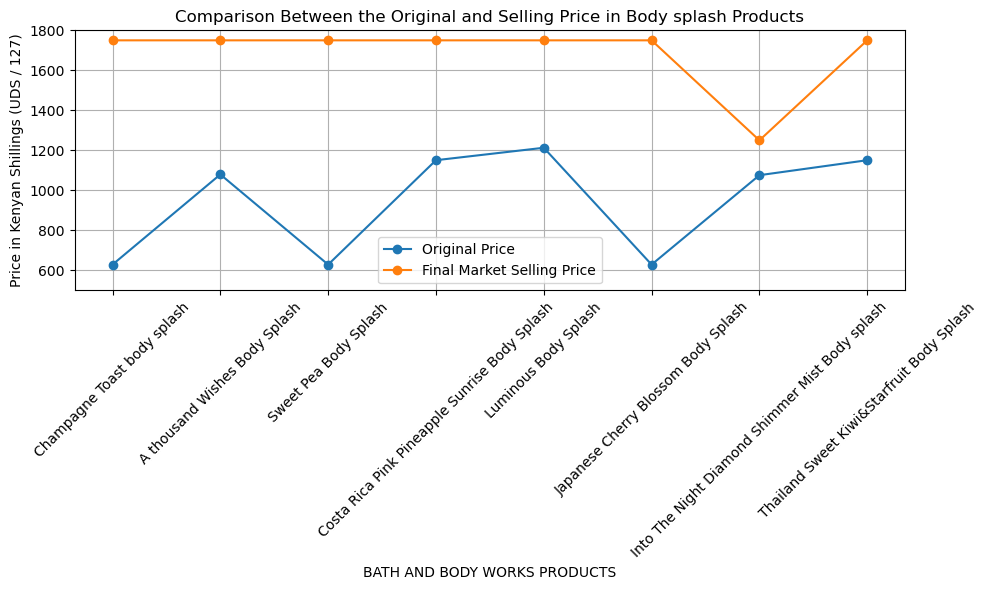 Comparison Between the Original and Selling Price in Body splash Products
Price in Kenyan Shillings (UDS / 127)
1800
1600
1400
1200
1000
800
600
Original Price
Final Market Selling Price
Champagne Toast body splash
A thousand Wishes Body Splash
Sweet Pea Body Splash
Costa Rica Pink Pineapple Sunrise Body Splash
Luminous Body Splash
Japanese Cherry Blossom Body Splash
Into The Night Diamond Shimmer Mist Body splash
Thailand Sweet Kiwi&Starfruit Body Splash
BATH AND BODY WORKS PRODUCTS